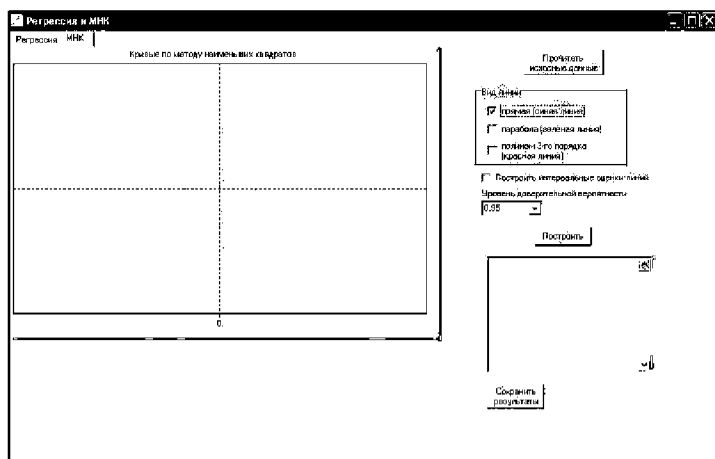 Регрессия и МНК
Регрессия МНК
Кривые по методу наименьших квадратов
0.
Прочитать
исходные данные
Вид линии
прямая (синяя линия)
парабола (зелёная линия)
полином 3-го порядка
(красная линия)
Построить интервальные оценки линий
Уровень доверительной вероятности
0.95
Построить
Сохранить
результаты